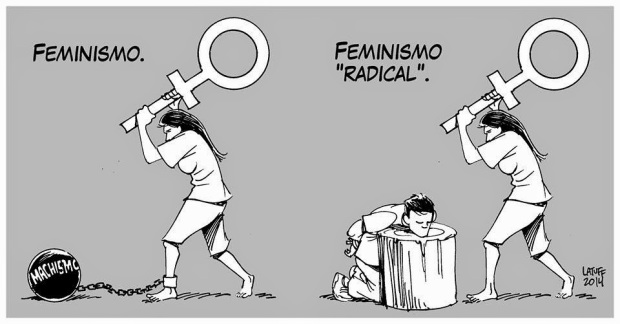 FEMINISMO.
FEMINISMO
"RADICAL".
MACHISMO
LATUFF
2014